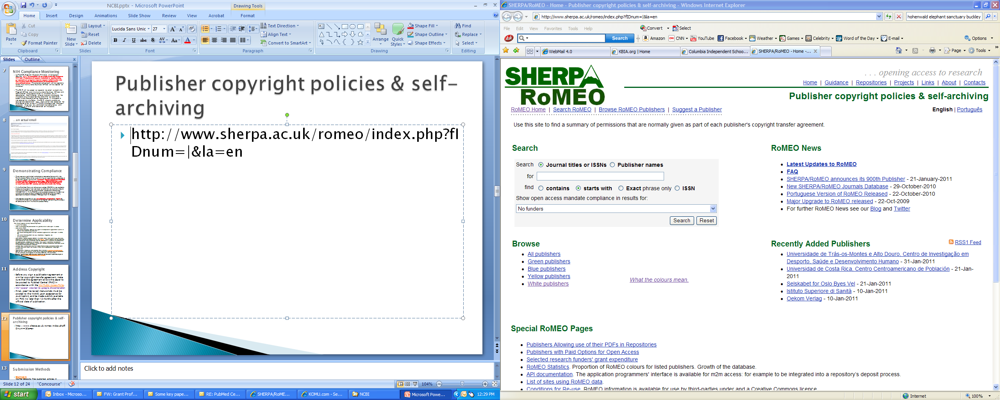 NCBI.pptx - Microsoft PowerPoint
Drawing Tools
Home Insert Design Animations Slide Show Review View Acrobat Format
Paste
Cut
Copy
Format Painter
Clipboard
New Slide
Layout
Reset
Delete
Slides
Lucida Sans Unic 27
B I U abc S AV Aa A
Font
Text Direction
Align Text
Convert to SmartArt
Paragraph
Arrange
Quick Styles
Shape Fill
Shape Outline
Shape Effects
Drawing
Find
Replace
Select
Editing
Slides Outline
7
NIH Compliance Monitoring
8
...an actual email
9
Demonstrating Compliance
10
Determine Applicability
11
Address Copyright
Before you sign a publication agreement or
similar copyright transfer agreement, make
sure that the agreement allows the paper to
be posted to PubMed Central (PMC) in
accordance with the NIH Public Access Policy.
Mo-space- crawled by google/dissemenation
Final, peer-reviewed manuscripts must be
posted to the NIHMS upon acceptance for
publication, and be made publicly available
on PMC no later than 12 months after the
official date of publication.
12
Publisher copyright policies & self-
archiving
http://www.sherpa.ac.uk/romeo/index.php?fI
Dnum=|&la=en
13
Submission Methods
Method A
Publisher copyright policies & self-
archiving
http://www.sherpa.ac.uk/romeo/index.php?fI
Dnum=|&la=en
Click to add notes
Slide 12 of 24 "Concourse" 104%
start
Inbox - Microso...
FW: Grant Prof...
Some key pape...
RE: PubMed Ce...
SHERPA/RoME...
KOMU.com - Se...
NCBI
Microsoft Powe...
12:29 PM
SHERPA/RoMEO - Home - Publisher copyright policies & self-archiving - Windows Internet Explorer
http://www.sherpa.ac.uk/romeo/index.php?fIDnum=|&la=en
hohenwald elephant sanctuary buckley
File Edit View Favorites Tools Help
Convert Select
Ask
Search
Amazon CNN YouTube Facebook Weather Games Celebrity Word of the Day E-mail Options
WebMail 4.0
KBIA.org | Home
Columbia Independent Schoo...
SHERPA/RoMEO - Home -...
Page Tools
SHERPA
RoMEO
. . . opening access to research
Home | Guidance | Repositories | Projects | Links | About | Contacts
Publisher copyright policies & self-archiving
RoMEO Home | Search RoMEO | Browse RoMEO Publishers | Suggest a Publisher
English | Português
Use this site to find a summary of permissions that are normally given as part of each publisher's copyright transfer agreement.
Search
Search Journal titles or ISSNs Publisher names
for
find contains starts with Exact phrase only ISSN
Show open access mandate compliance in results for:
No funders
Search Reset
RoMEO News
Latest Updates to RoMEO
FAQ
SHERPA/RoMEO announces its 900th Publisher - 21-January-2011
New SHERPA/RoMEO Journals Database - 29-October-2010
Portuguese Version of RoMEO Released - 22-October-2010
Major Upgrade to RoMEO released - 22-Oct-2009
For further RoMEO News see our Blog and Twitter
Browse
All publishers
Green publishers
Blue publishers
Yellow publishers
White publishers
What the colours mean.
Recently Added Publishers
RSS1 Feed
Universidade de Trás-os-Montes e Alto Douro, Centro de Investigação em
Desporto, Saúde e Desenvolvimento Humano - 31-Jan-2011
Universidad de Costa Rica, Centro Centroamericano de Población - 21-Jan-
2011
Selskabet for Oslo Byes Vel - 21-Jan-2011
Istituto Superiore di Sanità - 10-Jan-2011
Oekom Verlag - 10-Jan-2011
Special RoMEO Pages
Publishers Allowing use of their PDFs in Repositories
Publishers with Paid Options for Open Access
Selected research funders' grant expenditure
RoMEO Statistics. Proportion of RoMEO colours for listed publishers. Growth of the database.
API documentation. The application programmers' interface is available for m2m access: for example to be integrated into a repository's deposit process.
List of sites using RoMEO data.
Conditions for Re-use. RoMEO information is available for use by third-parties under and a Creative Commons licence
Internet 100%